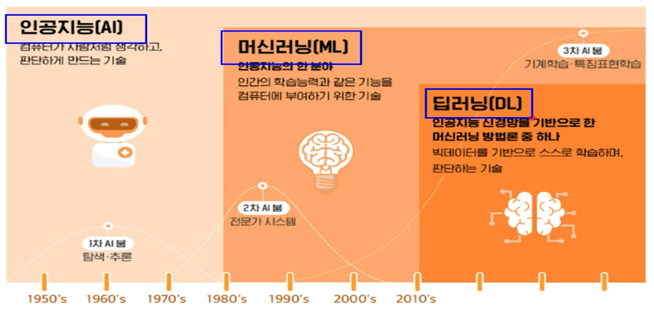 인공지능(AI)
컴퓨터가 사람처럼 생각하고,
판단하게 만드는 기술
머신러닝(ML)
인공지능의 한 분야
인간의 학습능력과 같은 기능을
컴퓨터에 부여하기 위한 기술
3차 AI 붐
기계학습·특징표현학습
딥러닝(DL)
인공지능 신경망를 기반으로 한
머신러닝 방법론 중 하나
빅데이터를 기반으로 스스로 학습하며,
판단하는 기술
2차 AI 붐
전문가 시스템
1차 AI 붐
탐색·추론
1950's 1960's 1970's 1980's 1990's 2000's 2010's